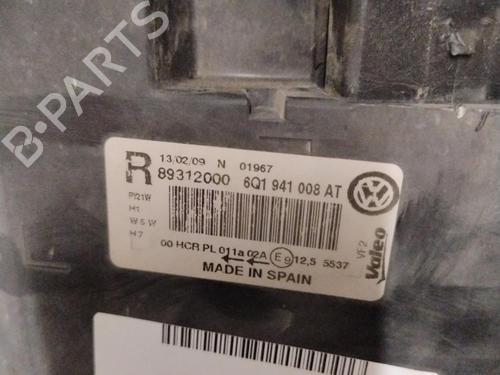 B-PARTS
13/02/09 N 01967
R 89312000 6Q1 941 008 AT
PY21W
H1
W5W
H7
00 HCR PL 011a 02A E9 12,5 5537
VF2
Valeo
MADE IN SPAIN